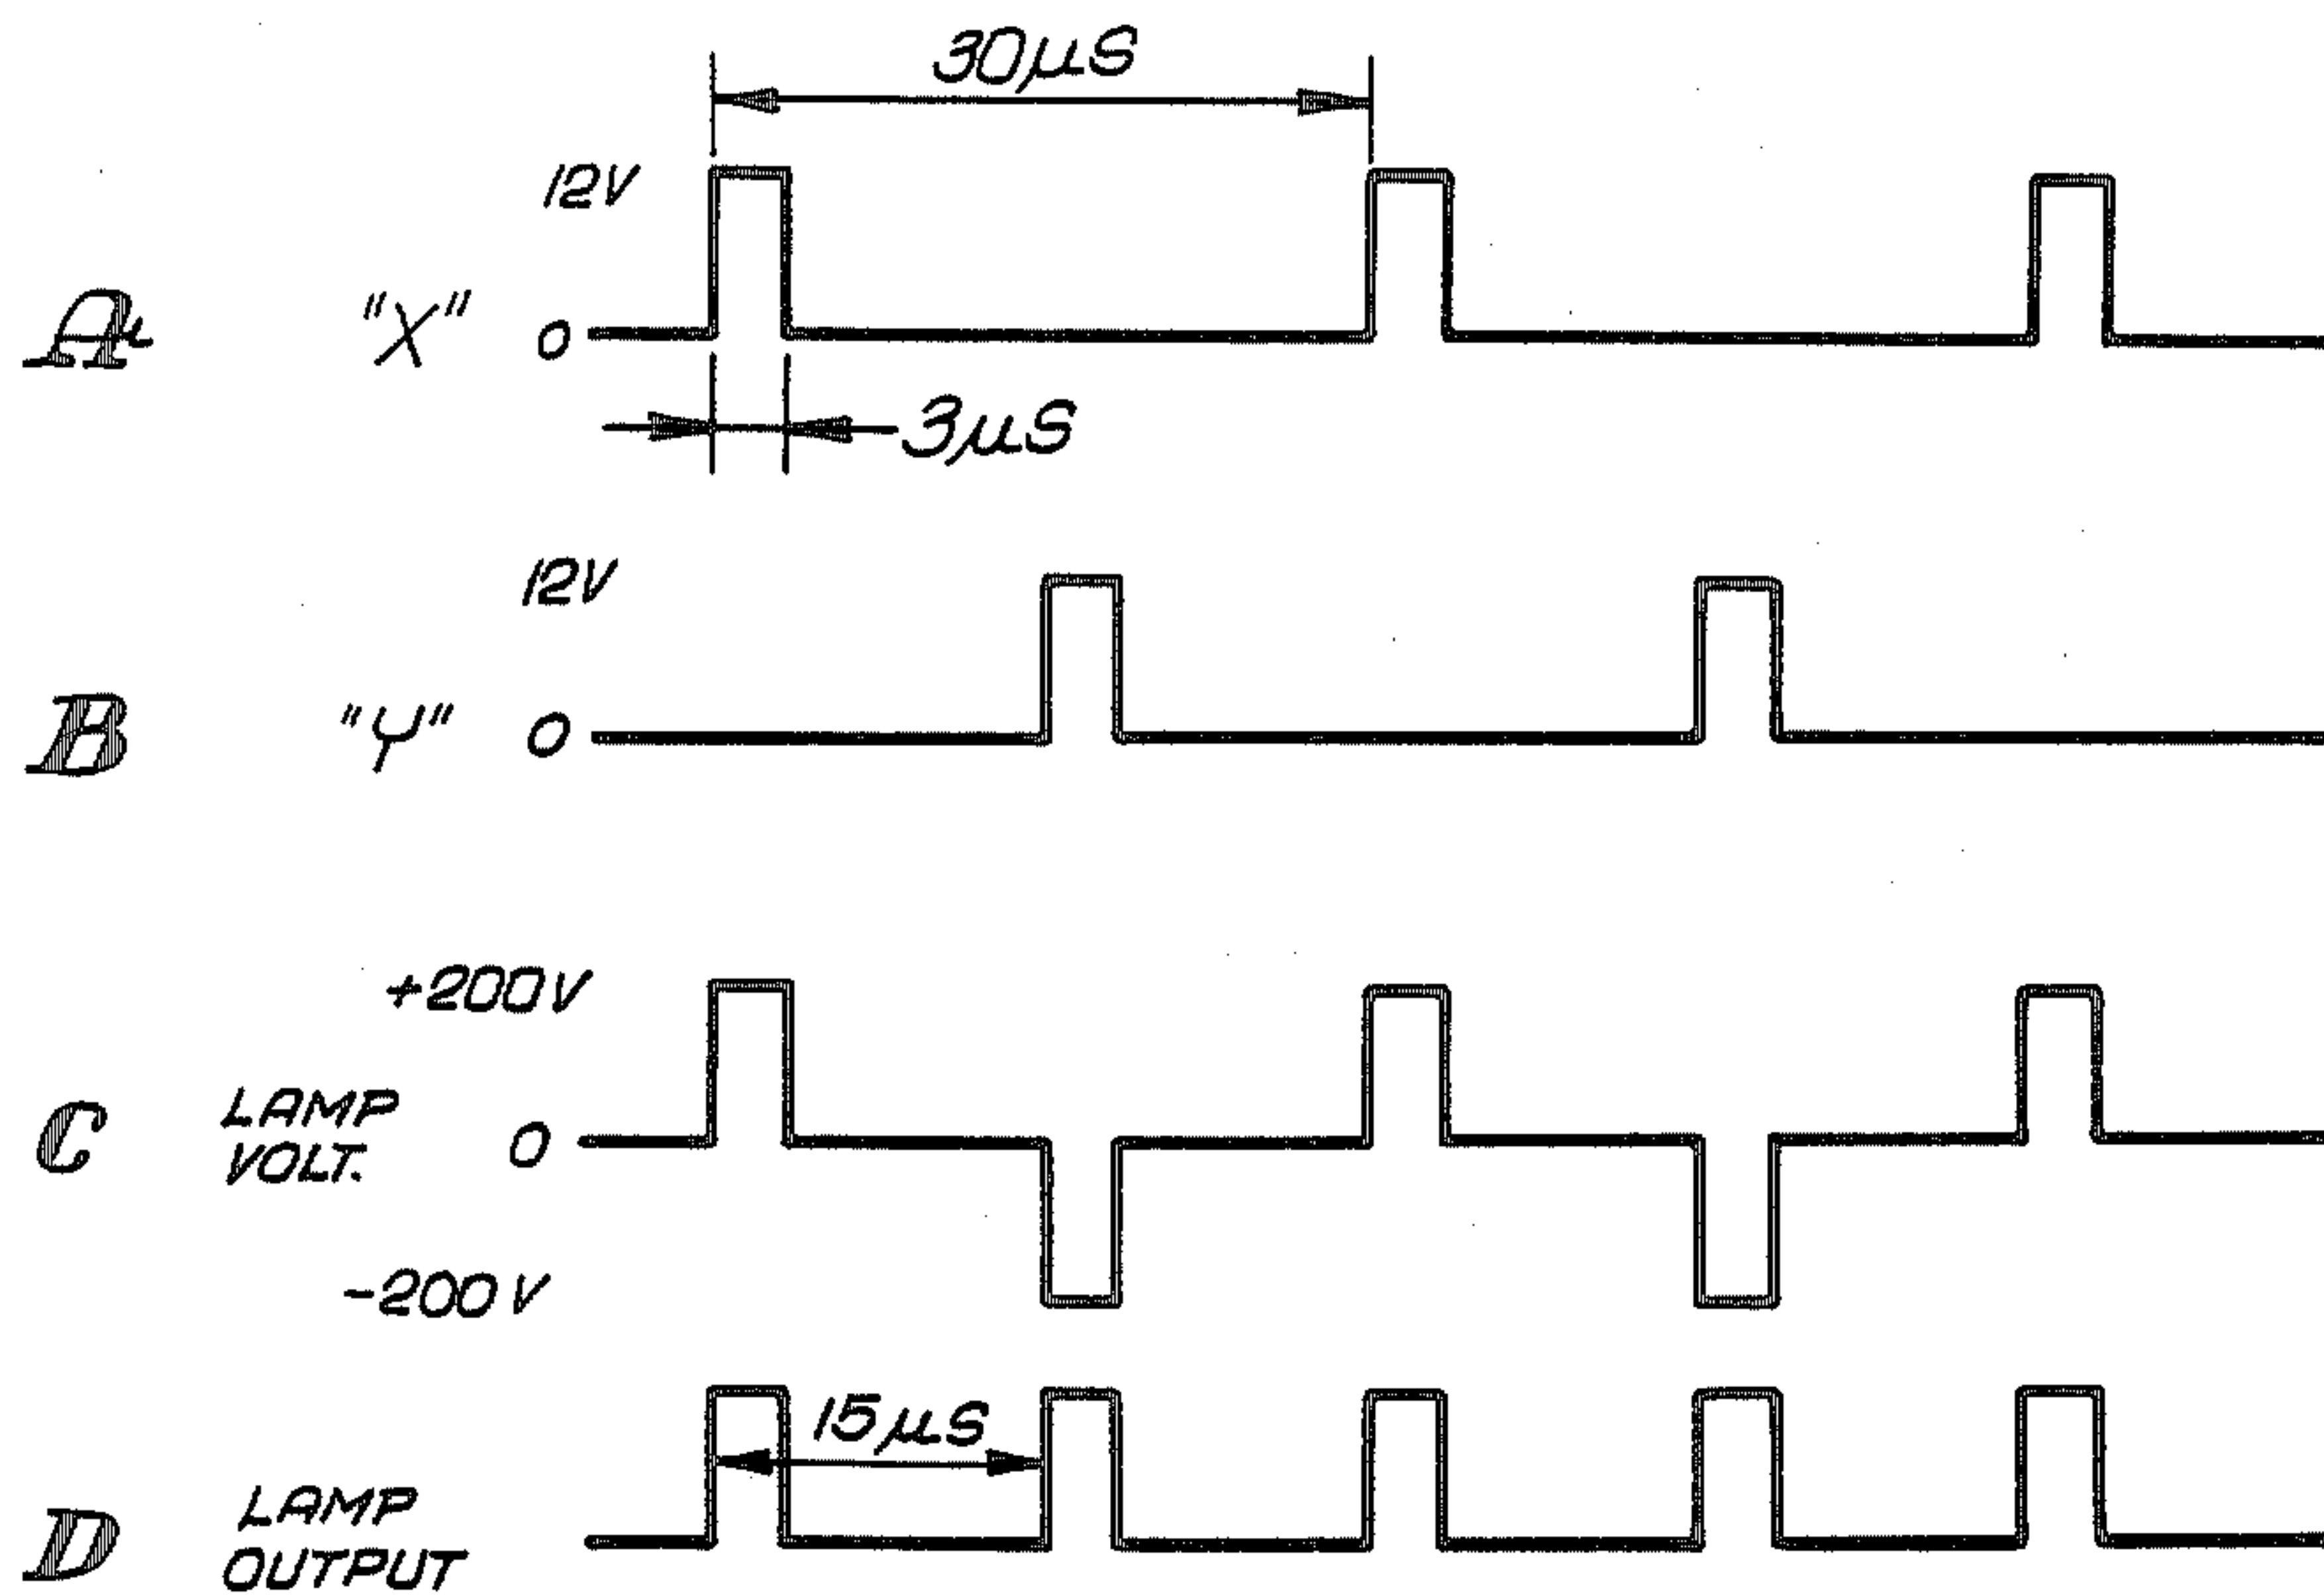 30µS
12V
A "X" 0
3µS
12V
B "Y" 0
+200V
C LAMP VOLT. 0
-200V
15µS
D LAMP OUTPUT